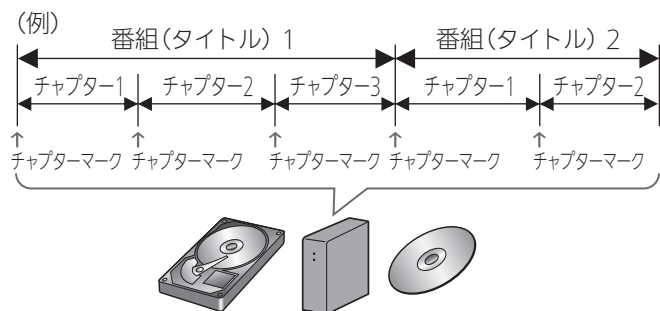 (例)
番組(タイトル) 1 番組(タイトル) 2
チャプター1 チャプター2 チャプター3 チャプター1 チャプター2
↑ ↑ ↑ ↑ ↑
チャプターマーク チャプターマーク チャプターマーク チャプターマーク チャプターマーク